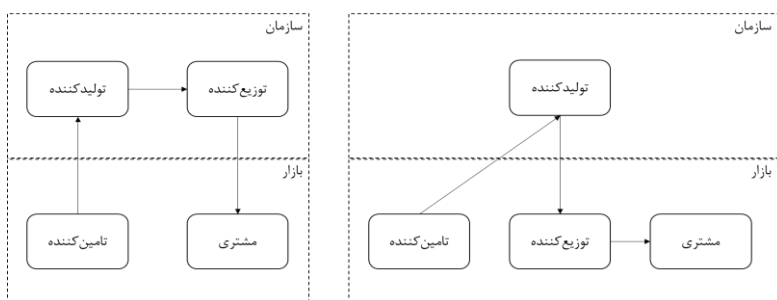 سازمان
تولیدکننده
بازار
تامین‌کننده
توزیع‌کننده
مشتری
سازمان
توزیع‌کننده
تولیدکننده
بازار
مشتری
تامین‌کننده